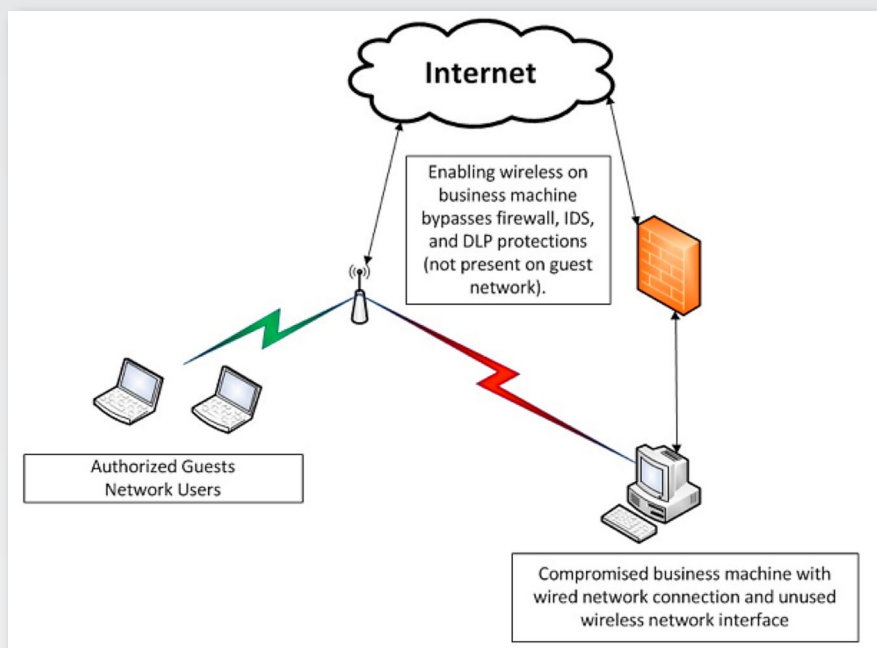 Internet
Enabling wireless on
business machine
bypasses firewall, IDS,
and DLP protections
(not present on guest
network).
Authorized Guests
Network Users
Compromised business machine with
wired network connection and unused
wireless network interface